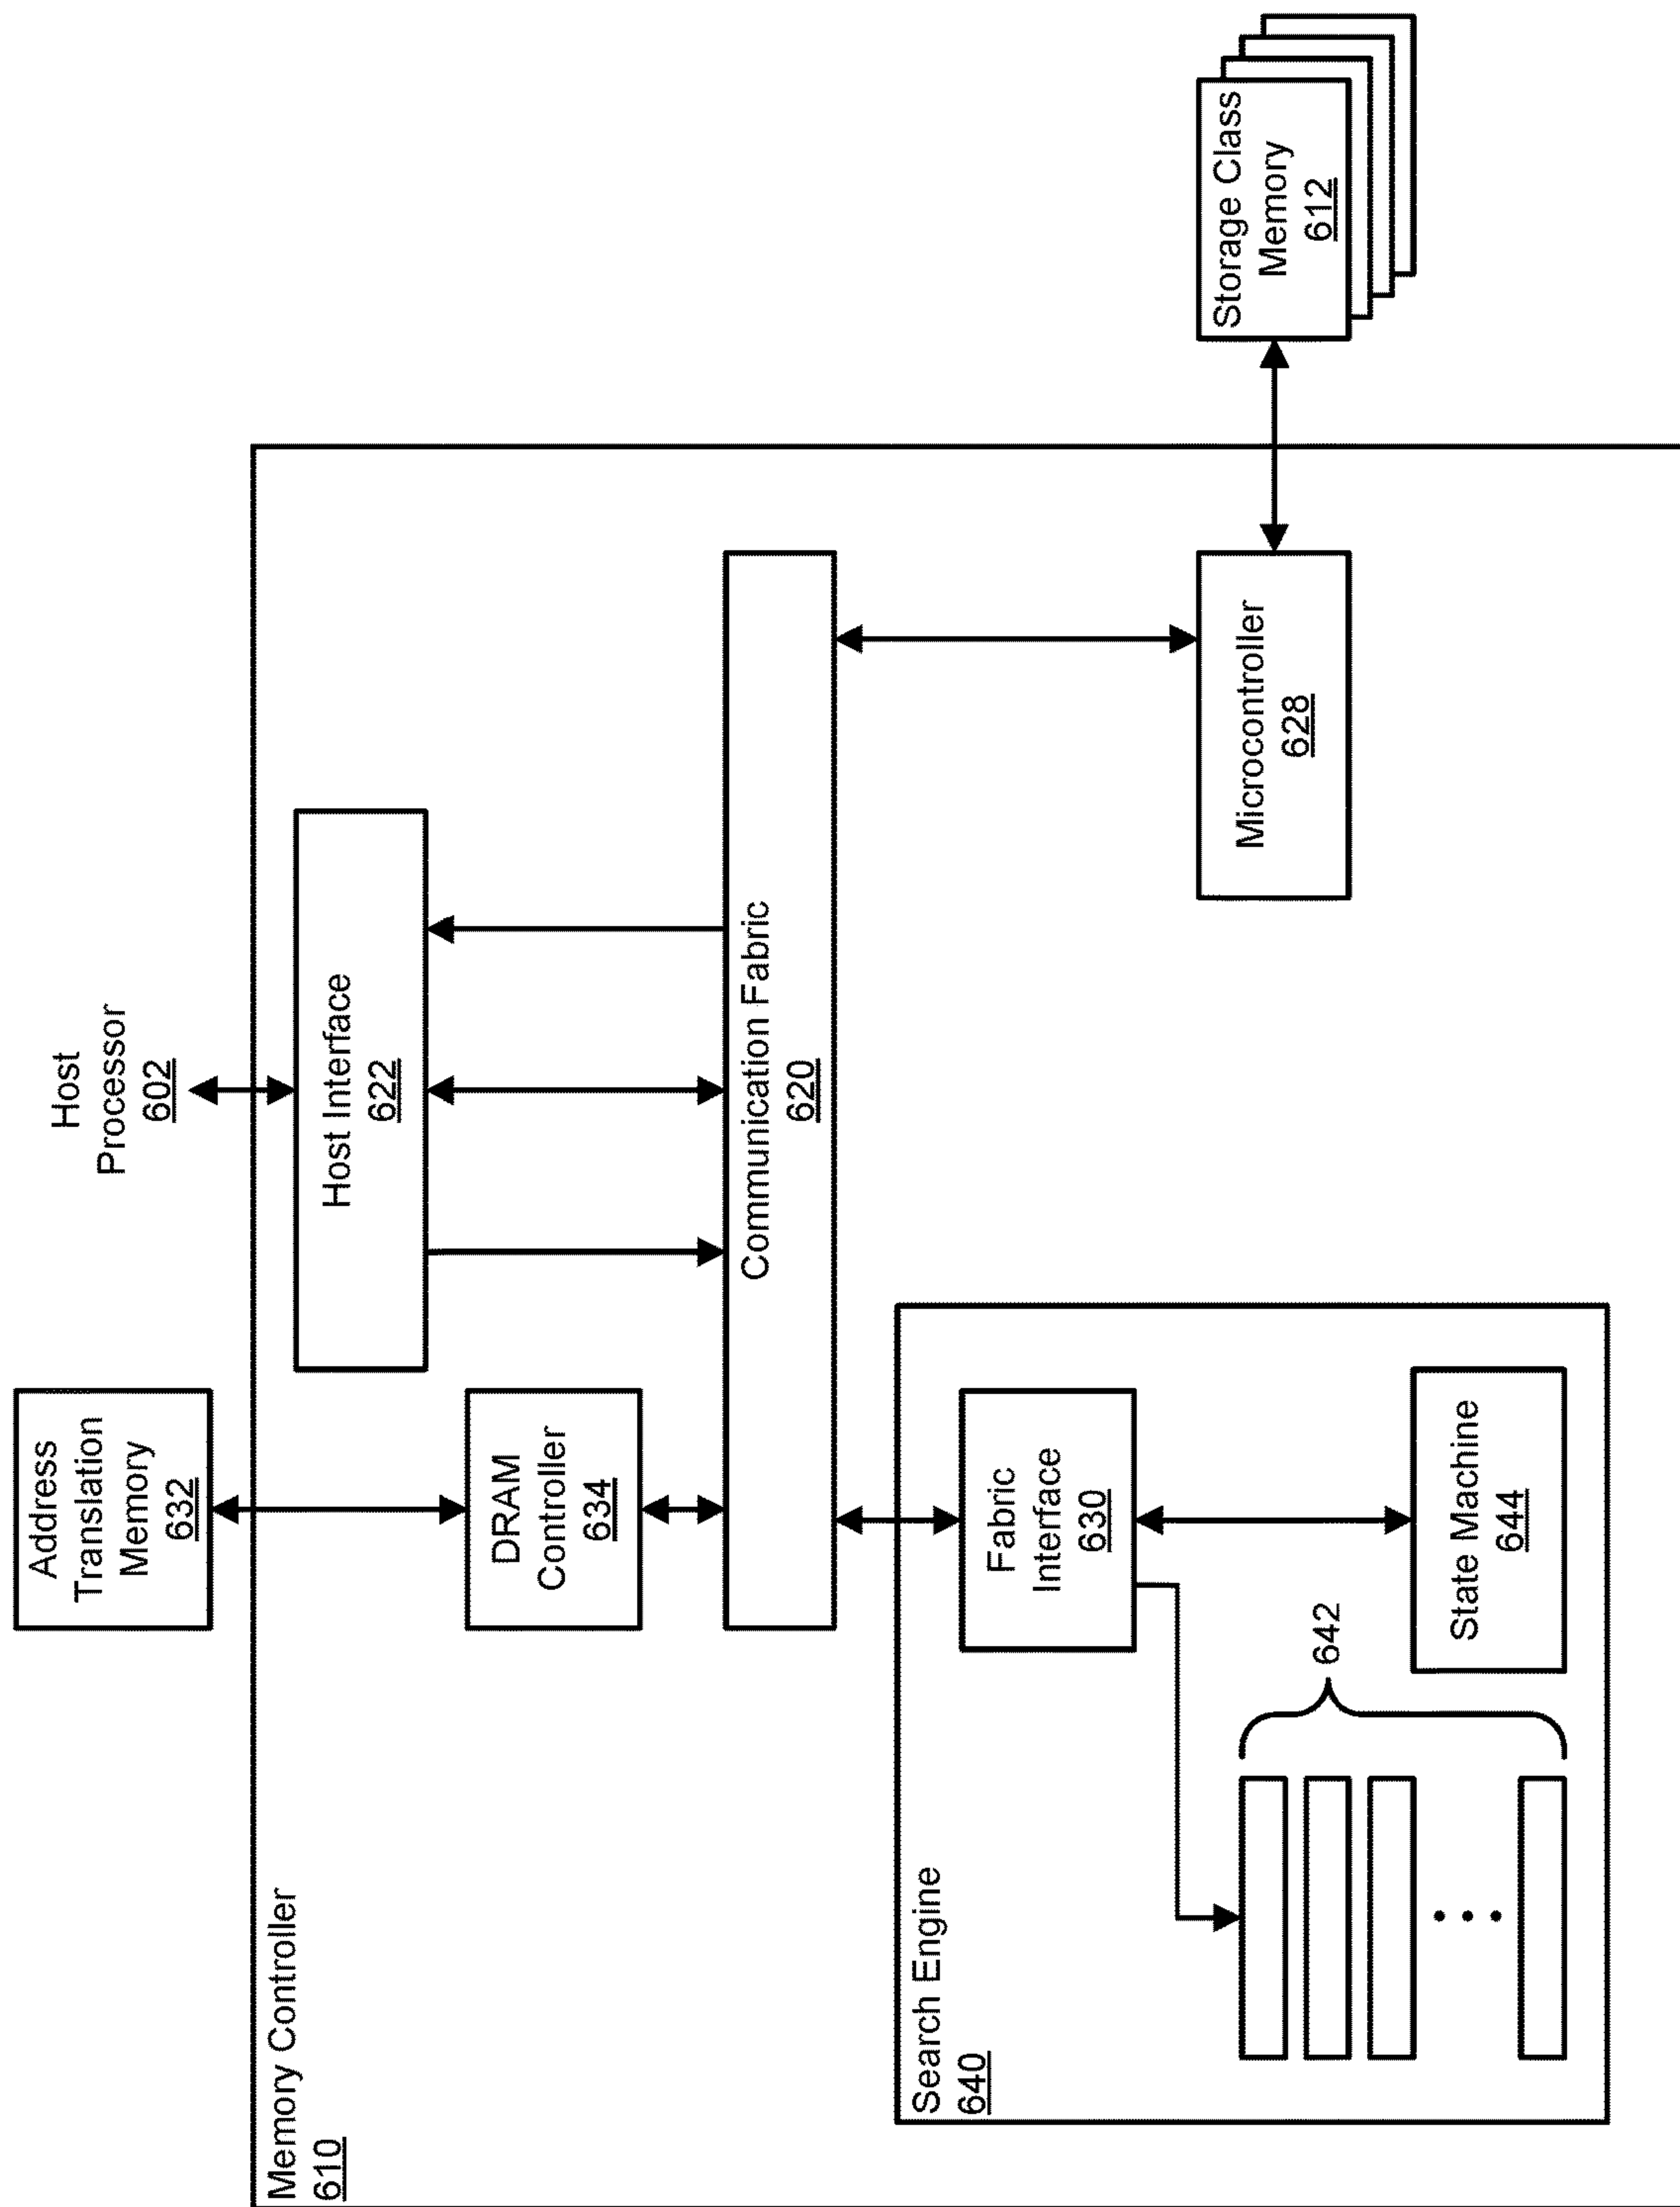 Memory Controller
610
Address
Translation
Memory
632
Host
Processor
602
Host Interface
622
DRAM
Controller
634
Communication Fabric
620
Search Engine
640
Fabric
Interface
630
642
State Machine
644
Microcontroller
628
Storage Class
Memory
612